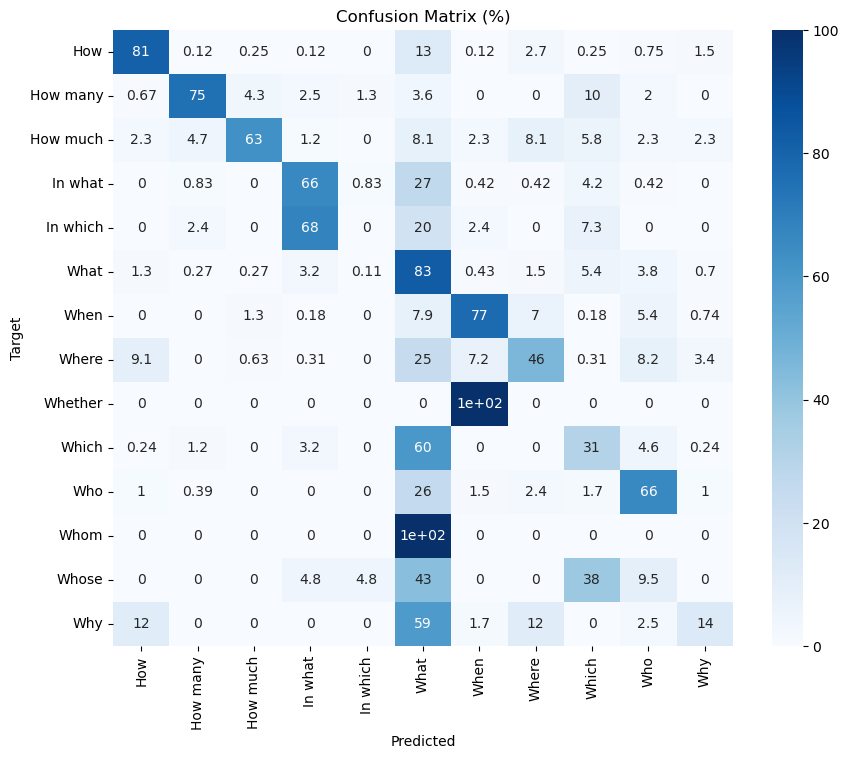 Confusion Matrix (%)
How 81 0.12 0.25 0.12 0 13 0.12 2.7 0.25 0.75 1.5
How many 0.67 75 4.3 2.5 1.3 3.6 0 0 10 2 0
How much 2.3 4.7 63 1.2 0 8.1 2.3 8.1 5.8 2.3 2.3
In what 0 0.83 0 66 0.83 27 0.42 0.42 4.2 0.42 0
In which 0 2.4 0 68 0 20 2.4 0 7.3 0 0
What 1.3 0.27 0.27 3.2 0.11 83 0.43 1.5 5.4 3.8 0.7
When 0 0 1.3 0.18 0 7.9 77 7 0.18 5.4 0.74
Where 9.1 0 0.63 0.31 0 25 7.2 46 0.31 8.2 3.4
Whether 0 0 0 0 0 0 1e+02 0 0 0 0
Which 0.24 1.2 0 3.2 0 60 0 0 31 4.6 0.24
Who 1 0.39 0 0 0 26 1.5 2.4 1.7 66 1
Whom 0 0 0 0 0 1e+02 0 0 0 0 0
Whose 0 0 0 4.8 4.8 43 0 0 38 9.5 0
Why 12 0 0 0 0 59 1.7 12 0 2.5 14
How How many How much In what In which What When Where Which Who Why
Predicted
Target
100
80
60
40
20
0